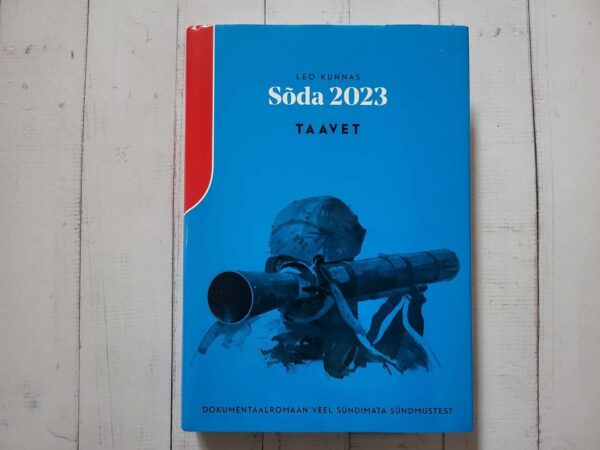 LEO KUNNAS
Sõda 2023
TAAVET
DOKUMENTAALROMAAN VEEL SÜNDIMATA SÜNDMUSTEST